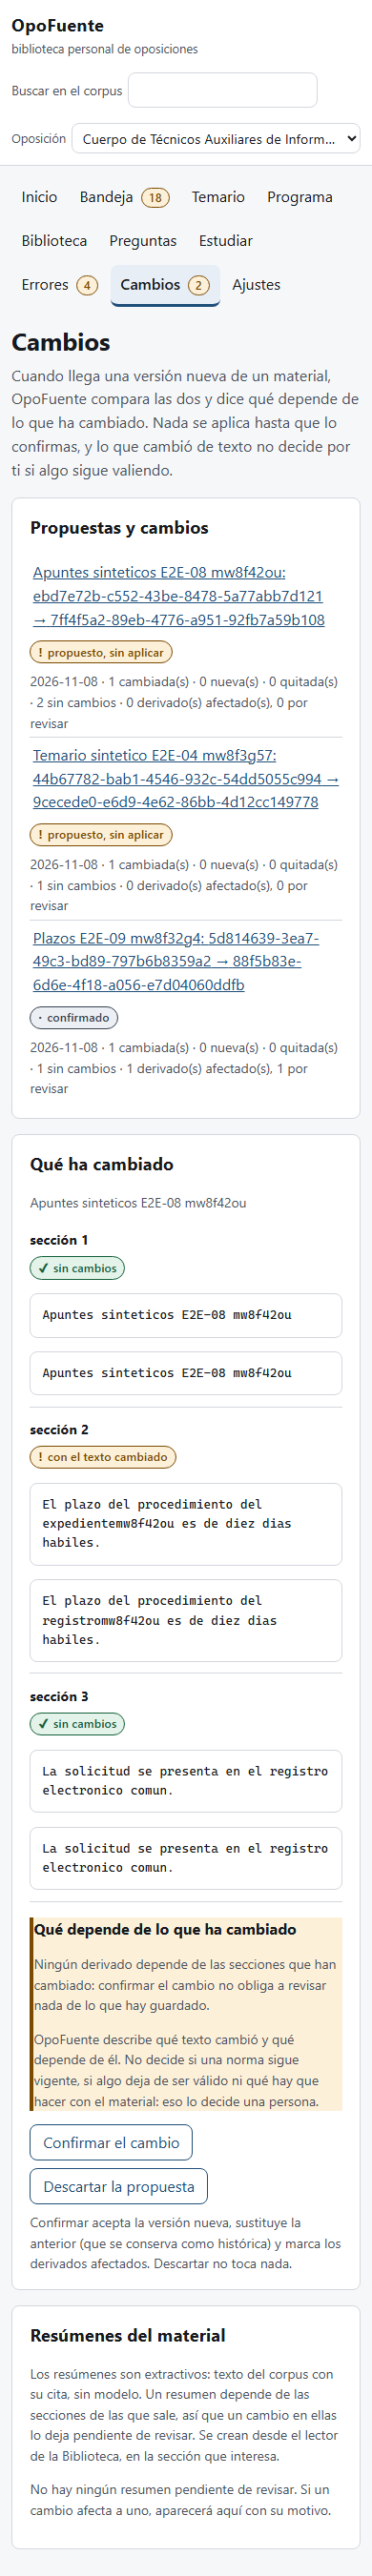 OpoFuente
biblioteca personal de oposiciones
Buscar en el corpus
Oposición Cuerpo de Técnicos Auxiliares de Inform...
Inicio Bandeja 18 Temario Programa
Biblioteca Preguntas Estudiar
Errores 4 Cambios 2 Ajustes
Cambios
Cuando llega una versión nueva de un material,
OpoFuente compara las dos y dice qué depende de
lo que ha cambiado. Nada se aplica hasta que lo
confirmas, y lo que cambió de texto no decide por
ti si algo sigue valiendo.
Propuestas y cambios
Apuntes sinteticos E2E-08 mw8f42ou:
ebd7e72b-c552-43be-8478-5a77abb7d121
→ 7ff4f5a2-89eb-4776-a951-92fb7a59b108
! propuesto, sin aplicar
2026-11-08 · 1 cambiada(s) · 0 nueva(s) · 0 quitada(s)
· 2 sin cambios · 0 derivado(s) afectado(s), 0 por
revisar
Temario sintetico E2E-04 mw8f3g57:
44b67782-bab1-4546-932c-54dd5055c994 →
9cecede0-e6d9-4e62-86bb-4d12cc149778
! propuesto, sin aplicar
2026-11-08 · 1 cambiada(s) · 0 nueva(s) · 0 quitada(s)
· 1 sin cambios · 0 derivado(s) afectado(s), 0 por
revisar
Plazos E2E-09 mw8f32g4: 5d814639-3ea7-
49c3-bd89-797b6b8359a2 → 88f5b83e-
6d6e-4f18-a056-e7d04060ddfb
· confirmado
2026-11-08 · 1 cambiada(s) · 0 nueva(s) · 0 quitada(s)
· 1 sin cambios · 1 derivado(s) afectado(s), 1 por
revisar
Qué ha cambiado
Apuntes sinteticos E2E-08 mw8f42ou
sección 1
✓ sin cambios
Apuntes sinteticos E2E-08 mw8f42ou
Apuntes sinteticos E2E-08 mw8f42ou
sección 2
! con el texto cambiado
El plazo del procedimiento del
expedientemw8f42ou es de diez dias
habiles.
El plazo del procedimiento del
registromw8f42ou es de diez dias
habiles.
sección 3
✓ sin cambios
La solicitud se presenta en el registro
electronico comun.
La solicitud se presenta en el registro
electronico comun.
Qué depende de lo que ha cambiado
Ningún derivado depende de las secciones que han
cambiado: confirmar el cambio no obliga a revisar
nada de lo que hay guardado.
OpoFuente describe qué texto cambió y qué
depende de él. No decide si una norma sigue
vigente, si algo deja de ser válido ni qué hay que
hacer con el material: eso lo decide una persona.
Confirmar el cambio
Descartar la propuesta
Confirmar acepta la versión nueva, sustituye la
anterior (que se conserva como histórica) y marca los
derivados afectados. Descartar no toca nada.
Resúmenes del material
Los resúmenes son extractivos: texto del corpus con
su cita, sin modelo. Un resumen depende de las
secciones de las que sale, así que un cambio en ellas
lo deja pendiente de revisar. Se crean desde el lector
de la Biblioteca, en la sección que interesa.
No hay ningún resumen pendiente de revisar. Si un
cambio afecta a uno, aparecerá aquí con su motivo.